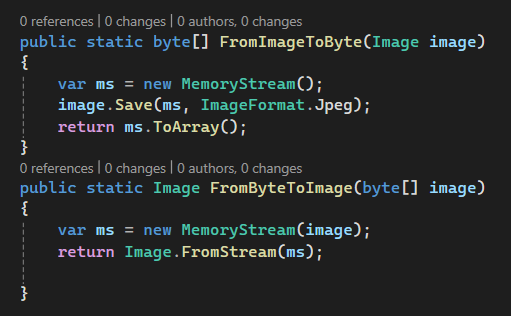 0 references | 0 changes | 0 authors, 0 changes
public static byte[] FromImageToByte(Image image)
{
    var ms = new MemoryStream();
    image.Save(ms, ImageFormat.Jpeg);
    return ms.ToArray();
}
0 references | 0 changes | 0 authors, 0 changes
public static Image FromByteToImage(byte[] image)
{
    var ms = new MemoryStream(image);
    return Image.FromStream(ms);
}